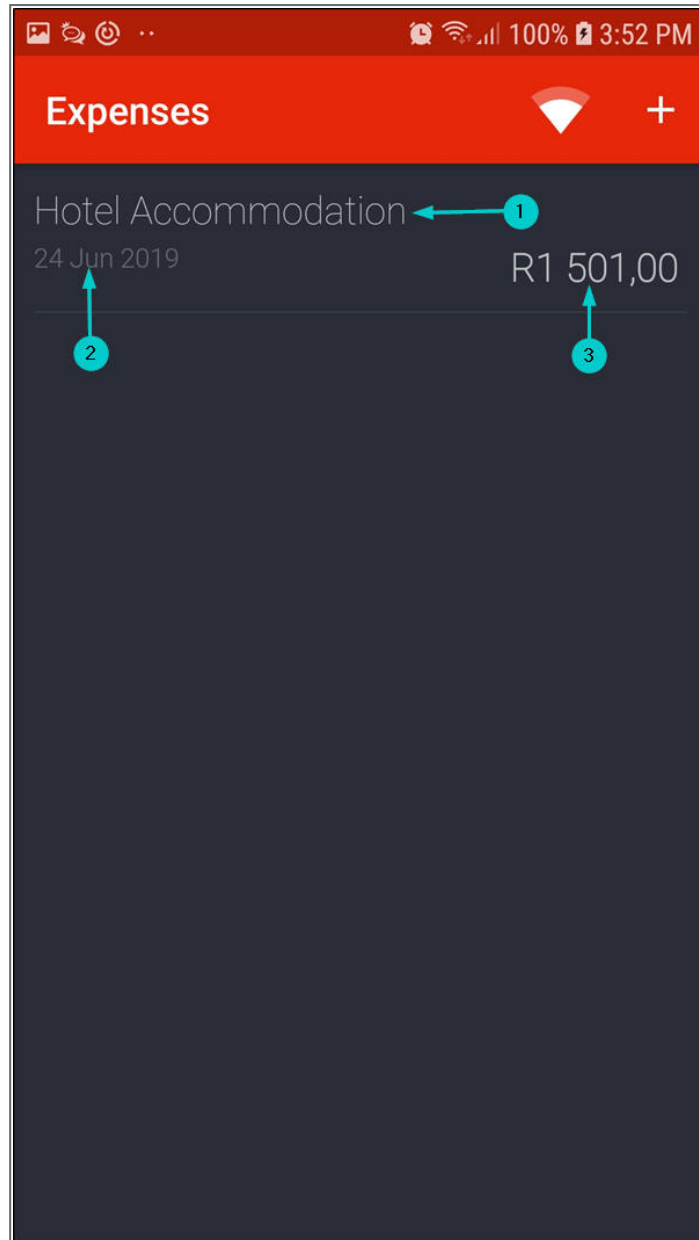 100% 3:52 PM
Expenses
Hotel Accommodation
1
24 Jun 2019
R1 501,00
2
3